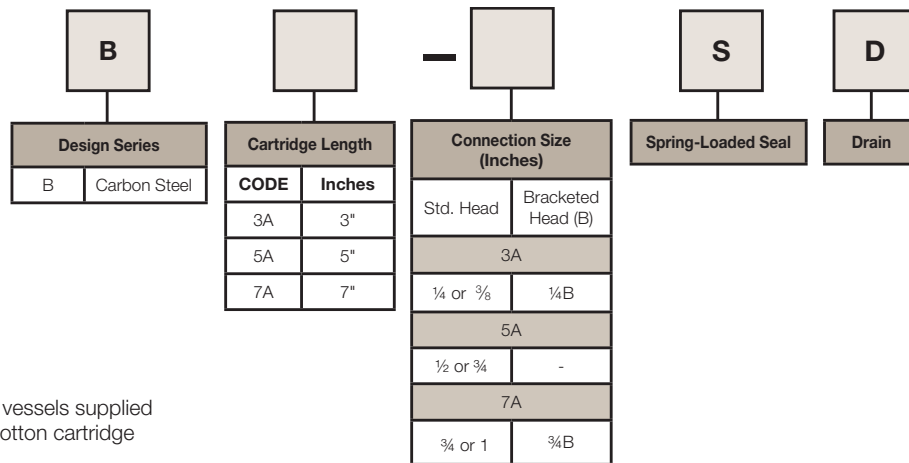 B
–
S
D
Design Series
B Carbon Steel
Cartridge Length
CODE Inches
3A 3"
5A 5"
7A 7"
Connection Size
(Inches)
Std. Head Bracketed
Head (B)
3A
¼ or ⅜ ¼B
5A
½ or ¾ -
7A
¾ or 1 ¾B
Spring-Loaded Seal
Drain
vessels supplied
otton cartridge